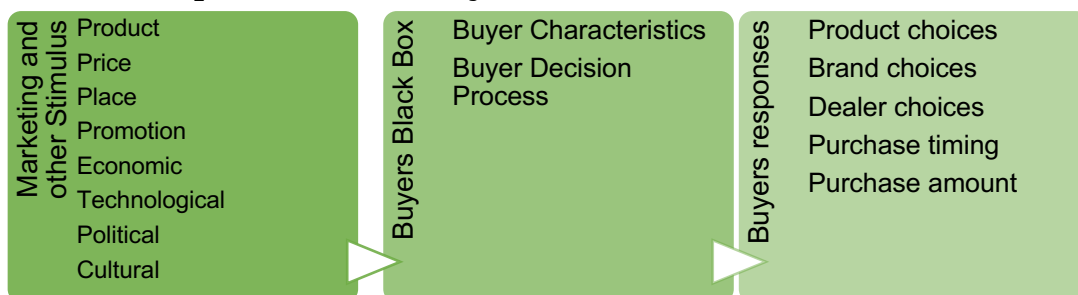 Marketing and
other Stimulus
Product
Price
Place
Promotion
Economic
Technological
Political
Cultural
Buyers Black Box
Buyer Characteristics
Buyer Decision
Process
Buyers responses
Product choices
Brand choices
Dealer choices
Purchase timing
Purchase amount